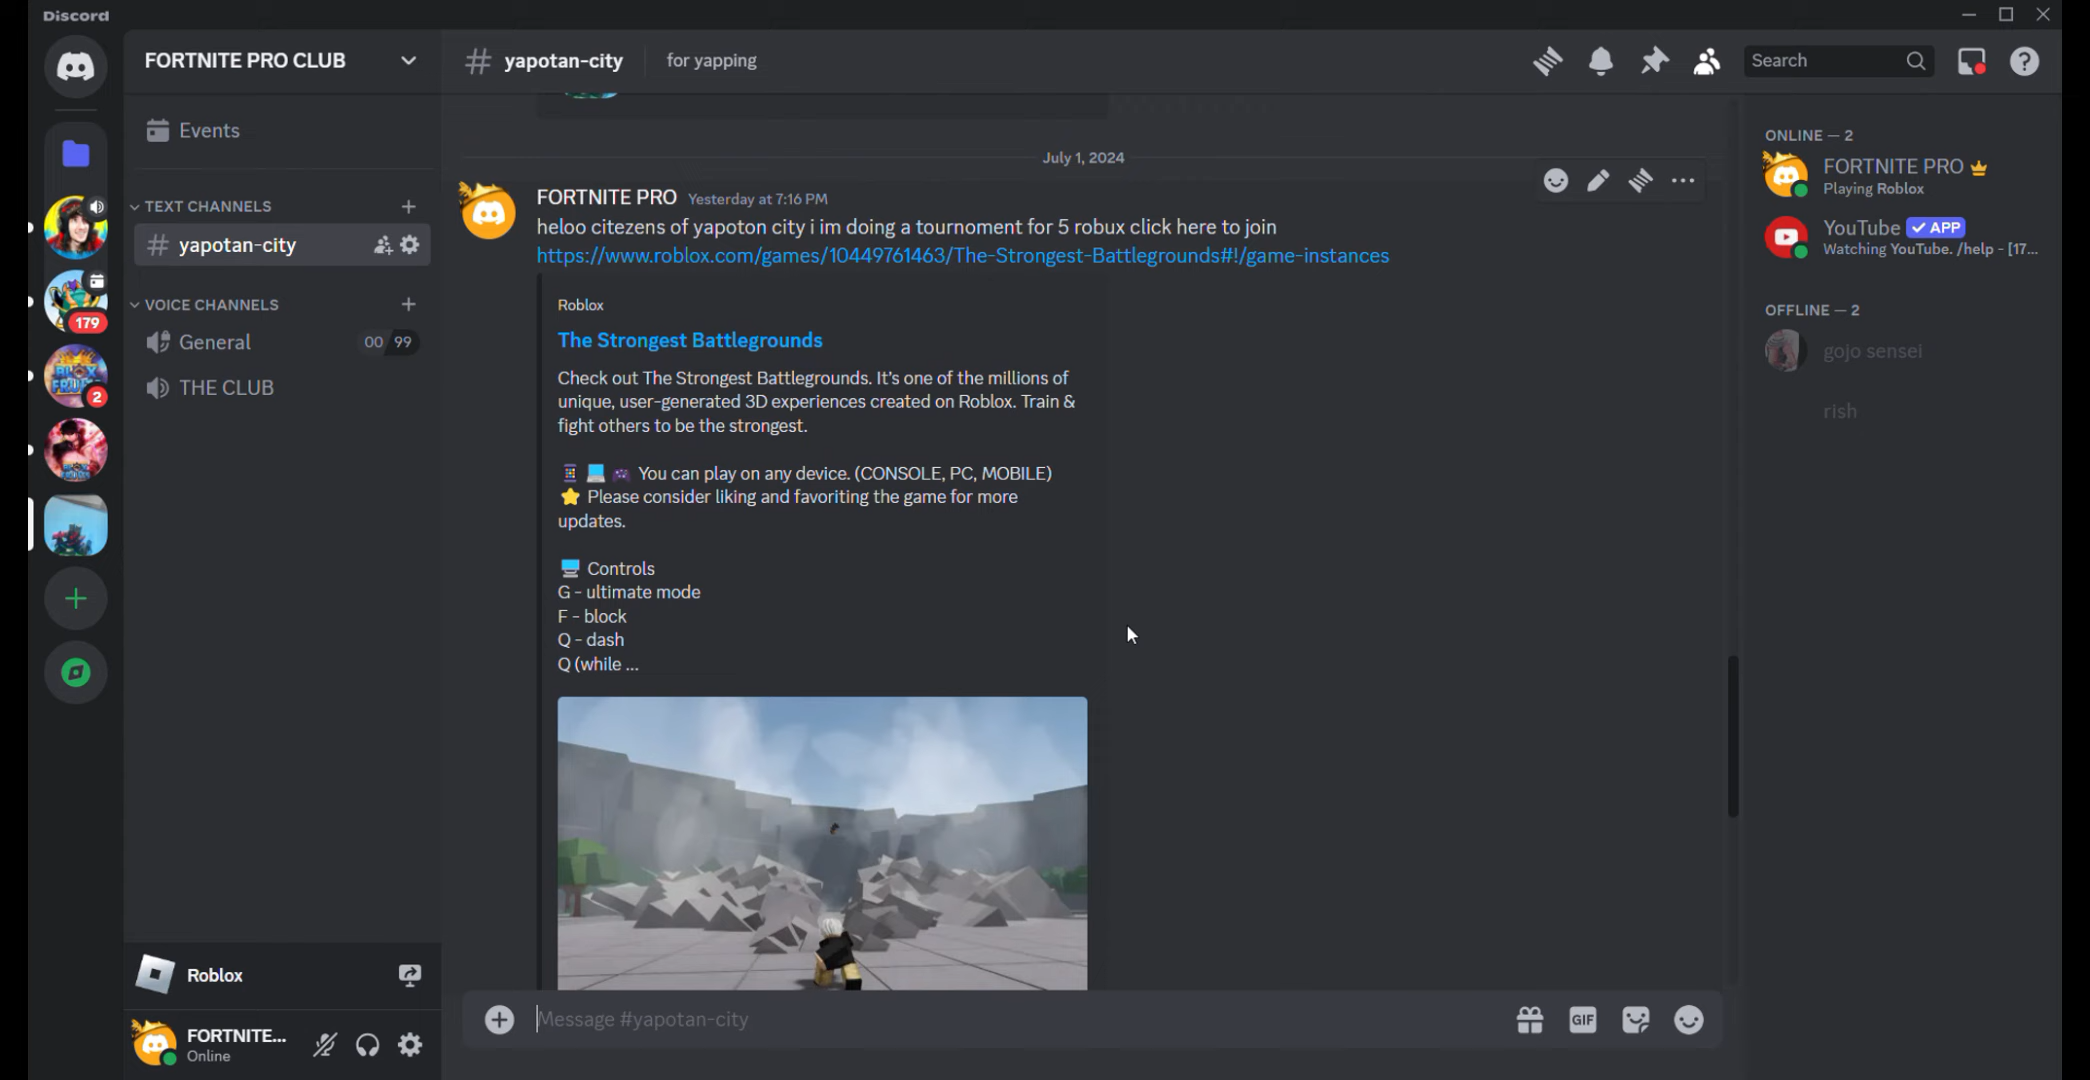 Discord
FORTNITE PRO CLUB
yapotan-city
for yapping
Search
Events
TEXT CHANNELS
yapotan-city
VOICE CHANNELS
General
00 99
THE CLUB
179
2
July 1, 2024
FORTNITE PRO Yesterday at 7:16 PM
heloo citezens of yapoton city i im doing a tournoment for 5 robux click here to join
https://www.roblox.com/games/10449761463/The-Strongest-Battlegrounds#!/game-instances
Roblox
The Strongest Battlegrounds
Check out The Strongest Battlegrounds. It's one of the millions of
unique, user-generated 3D experiences created on Roblox. Train &
fight others to be the strongest.
You can play on any device. (CONSOLE, PC, MOBILE)
Please consider liking and favoriting the game for more
updates.
Controls
G - ultimate mode
F - block
Q - dash
Q (while ...
Message #yapotan-city
GIF
ONLINE — 2
FORTNITE PRO
Playing Roblox
YouTube ✓ APP
Watching YouTube. /help - [17...
OFFLINE — 2
gojo sensei
rish
Roblox
FORTNITE...
Online